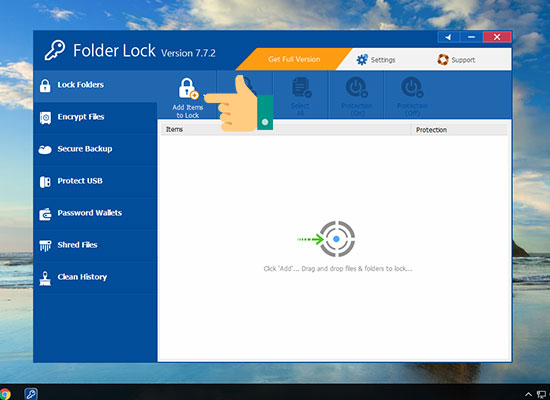 Folder Lock Version 7.7.2
Get Full Version
Settings
Support
Lock Folders
Encrypt Files
Secure Backup
Protect USB
Password Wallets
Shred Files
Clean History
Add Items
to Lock
Select
All
Protection
(On)
Protection
(Off)
Items
Protection
Click 'Add'... Drag and drop files & folders to lock...